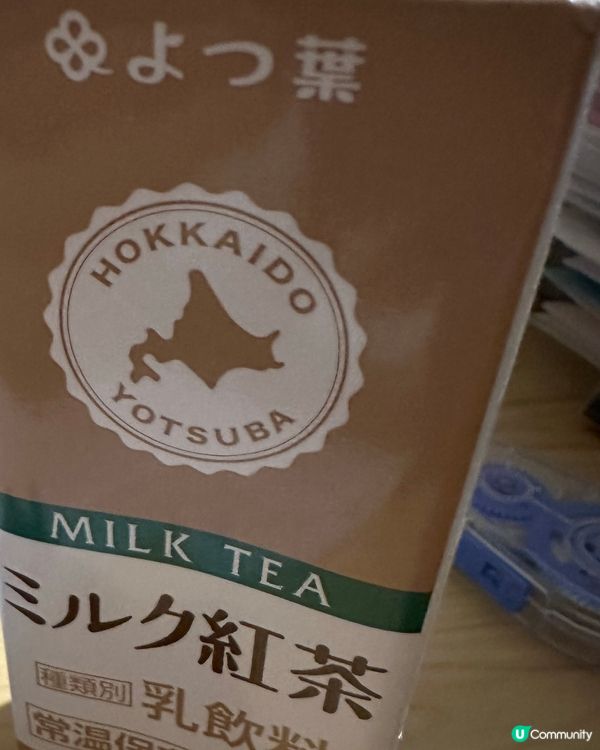 よつ葉
HOKKAIDO
YOTSUBA
MILK TEA
ミルク紅茶
種類別 乳飲料
常温保
U Community